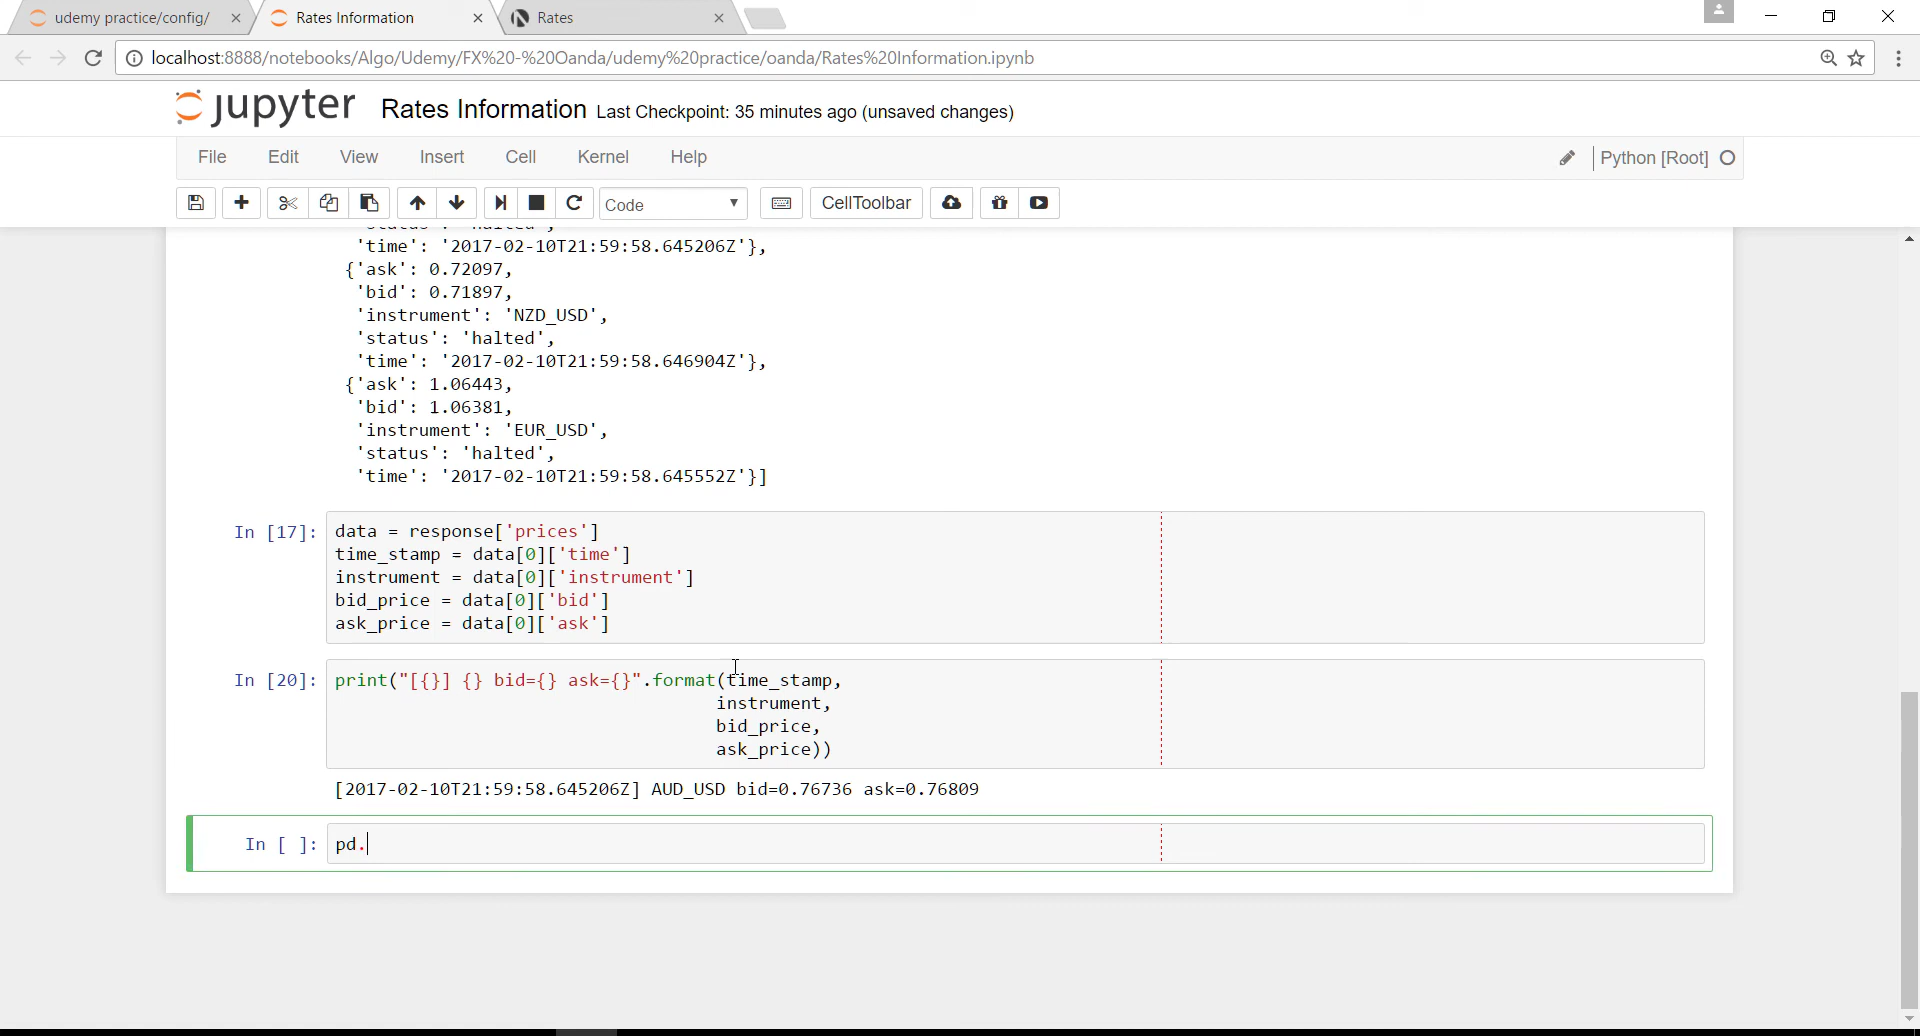 udemy practice/config/
Rates Information
Rates
localhost:8888/notebooks/Algo/Udemy/FX%20-%20Oanda/udemy%20practice/oanda/Rates%20Information.ipynb
jupyter Rates Information Last Checkpoint: 35 minutes ago (unsaved changes)
File Edit View Insert Cell Kernel Help Python [Root]
Code CellToolbar
'status': 'halted',
'time': '2017-02-10T21:59:58.645206Z'},
{'ask': 0.72097,
'bid': 0.71897,
'instrument': 'NZD_USD',
'status': 'halted',
'time': '2017-02-10T21:59:58.646904Z'},
{'ask': 1.06443,
'bid': 1.06381,
'instrument': 'EUR_USD',
'status': 'halted',
'time': '2017-02-10T21:59:58.645552Z'}]
In [17]: data = response['prices']
time_stamp = data[0]['time']
instrument = data[0]['instrument']
bid_price = data[0]['bid']
ask_price = data[0]['ask']
In [20]: print("[{}] {} bid={} ask={}".format(time_stamp,
instrument,
bid_price,
ask_price))
[2017-02-10T21:59:58.645206Z] AUD_USD bid=0.76736 ask=0.76809
In [ ]: pd.